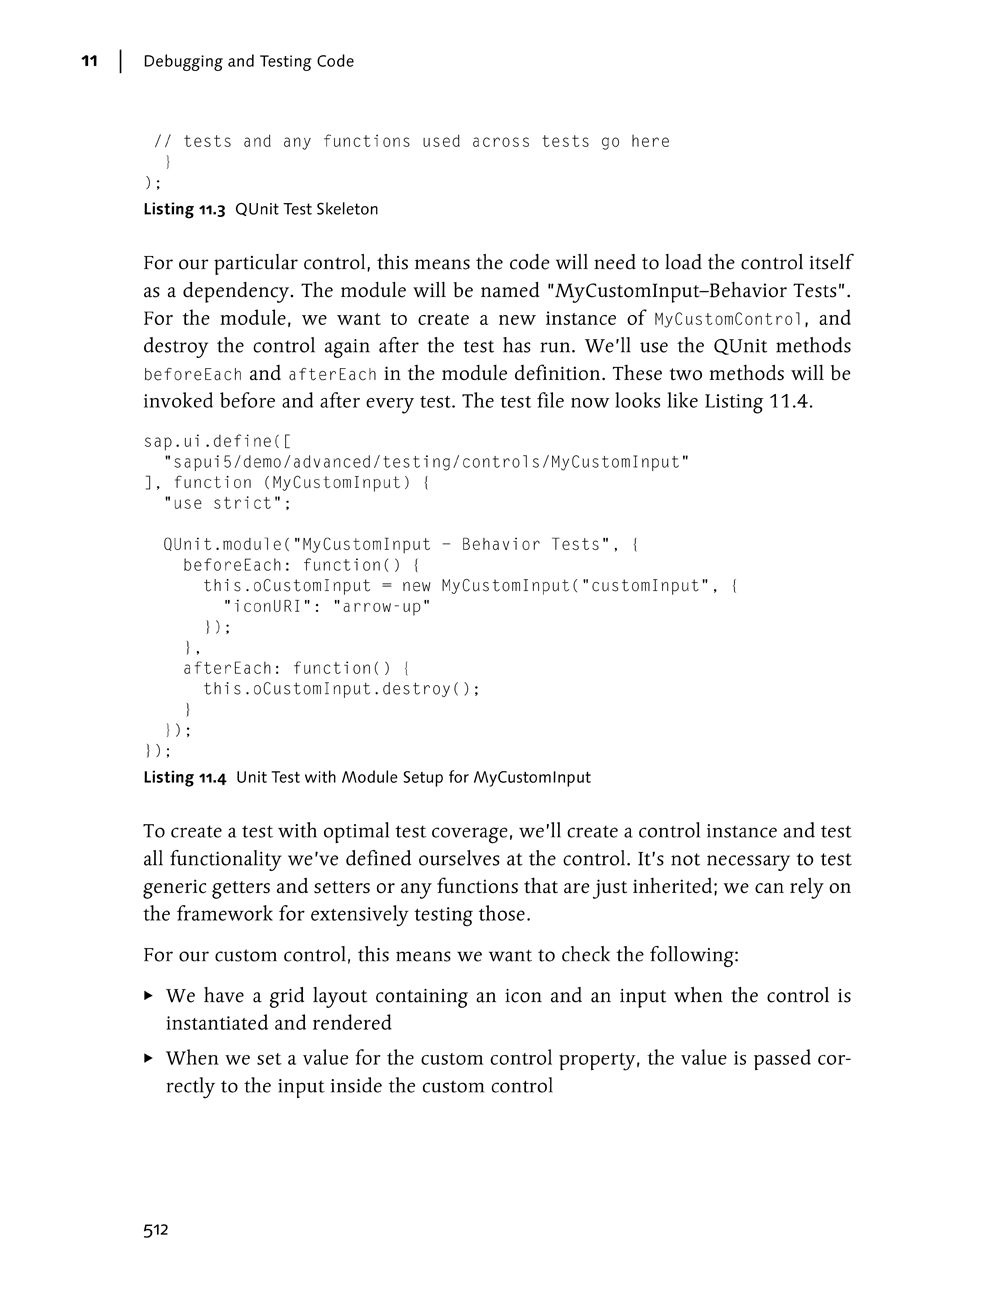 11 | Debugging and Testing Code
// tests and any functions used across tests go here
}
);
Listing 11.3 QUnit Test Skeleton
For our particular control, this means the code will need to load the control itself
as a dependency. The module will be named "MyCustomInput–Behavior Tests".
For the module, we want to create a new instance of MyCustomControl, and
destroy the control again after the test has run. We'll use the QUnit methods
beforeEach and afterEach in the module definition. These two methods will be
invoked before and after every test. The test file now looks like Listing 11.4.
sap.ui.define([
"sapui5/demo/advanced/testing/controls/MyCustomInput"
], function (MyCustomInput) {
"use strict";
QUnit.module("MyCustomInput – Behavior Tests", {
beforeEach: function() {
this.oCustomInput = new MyCustomInput("customInput", {
"iconURI": "arrow-up"
});
},
afterEach: function() {
this.oCustomInput.destroy();
}
});
});
Listing 11.4 Unit Test with Module Setup for MyCustomInput
To create a test with optimal test coverage, we'll create a control instance and test
all functionality we've defined ourselves at the control. It's not necessary to test
generic getters and setters or any functions that are just inherited; we can rely on
the framework for extensively testing those.
For our custom control, this means we want to check the following:
▸ We have a grid layout containing an icon and an input when the control is
instantiated and rendered
▸ When we set a value for the custom control property, the value is passed cor-
rectly to the input inside the custom control
512